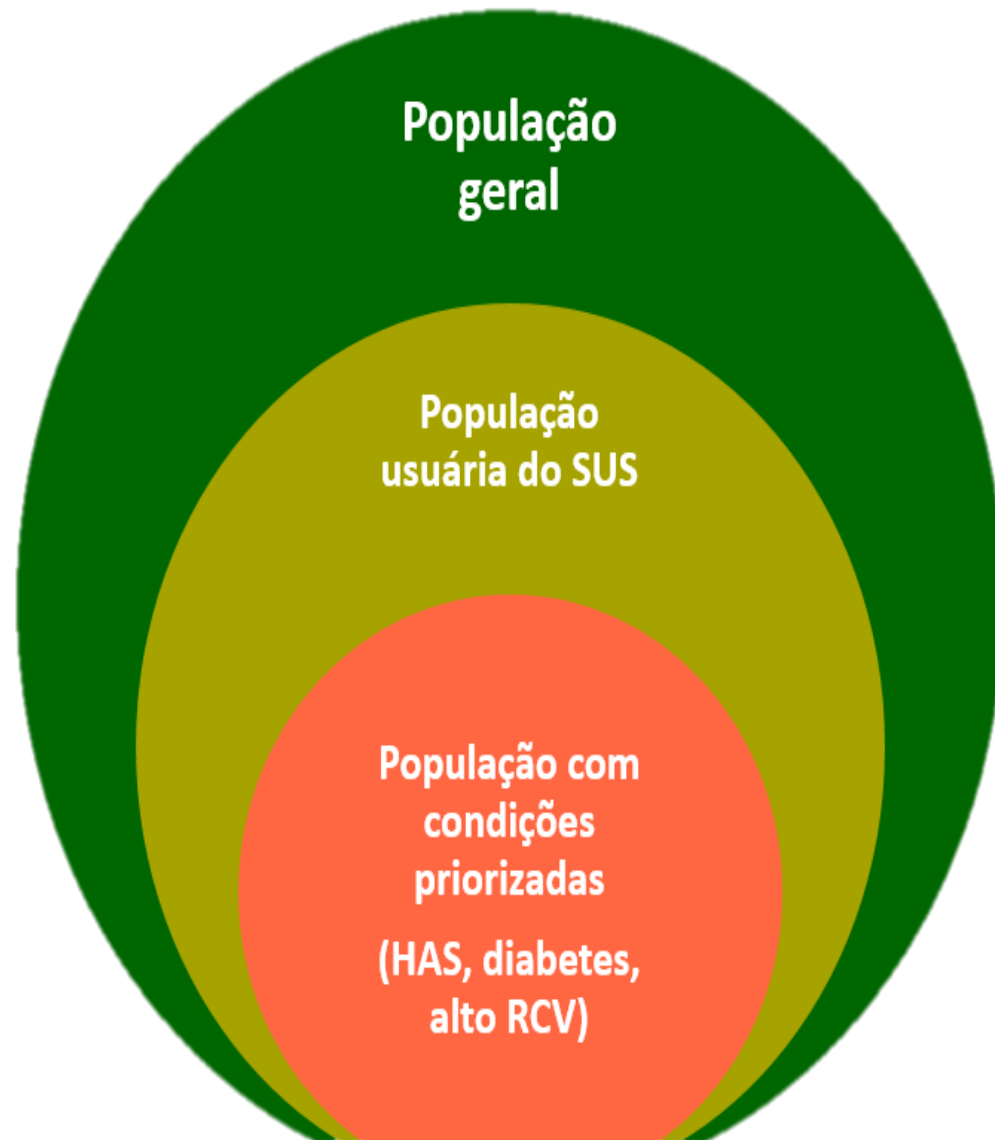 População
geral
População
usuária do SUS
População com
condições
priorizadas
(HAS, diabetes,
alto RCV)